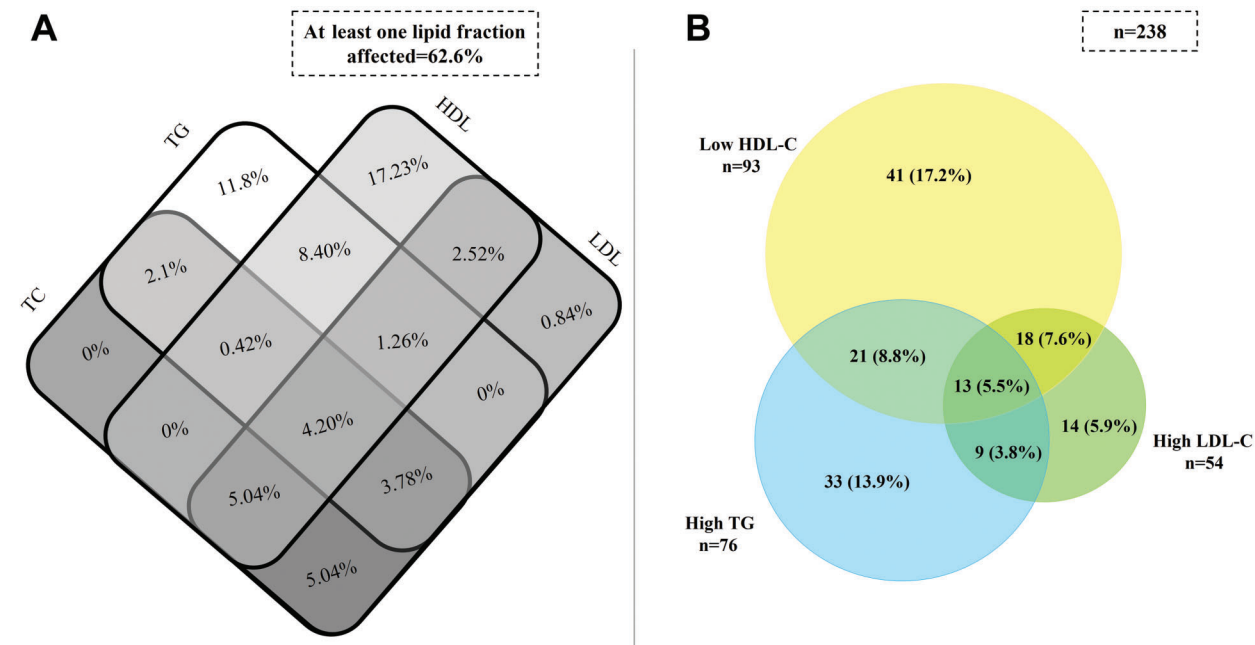 A
At least one lipid fraction
affected=62.6%
TG
HDL
TC
LDL
11.8%
17.23%
2.1%
8.40%
2.52%
0%
0.42%
1.26%
0.84%
0%
4.20%
0%
5.04%
3.78%
5.04%
B
n=238
Low HDL-C
n=93
41 (17.2%)
21 (8.8%)
18 (7.6%)
13 (5.5%)
14 (5.9%)
9 (3.8%)
High LDL-C
n=54
33 (13.9%)
High TG
n=76